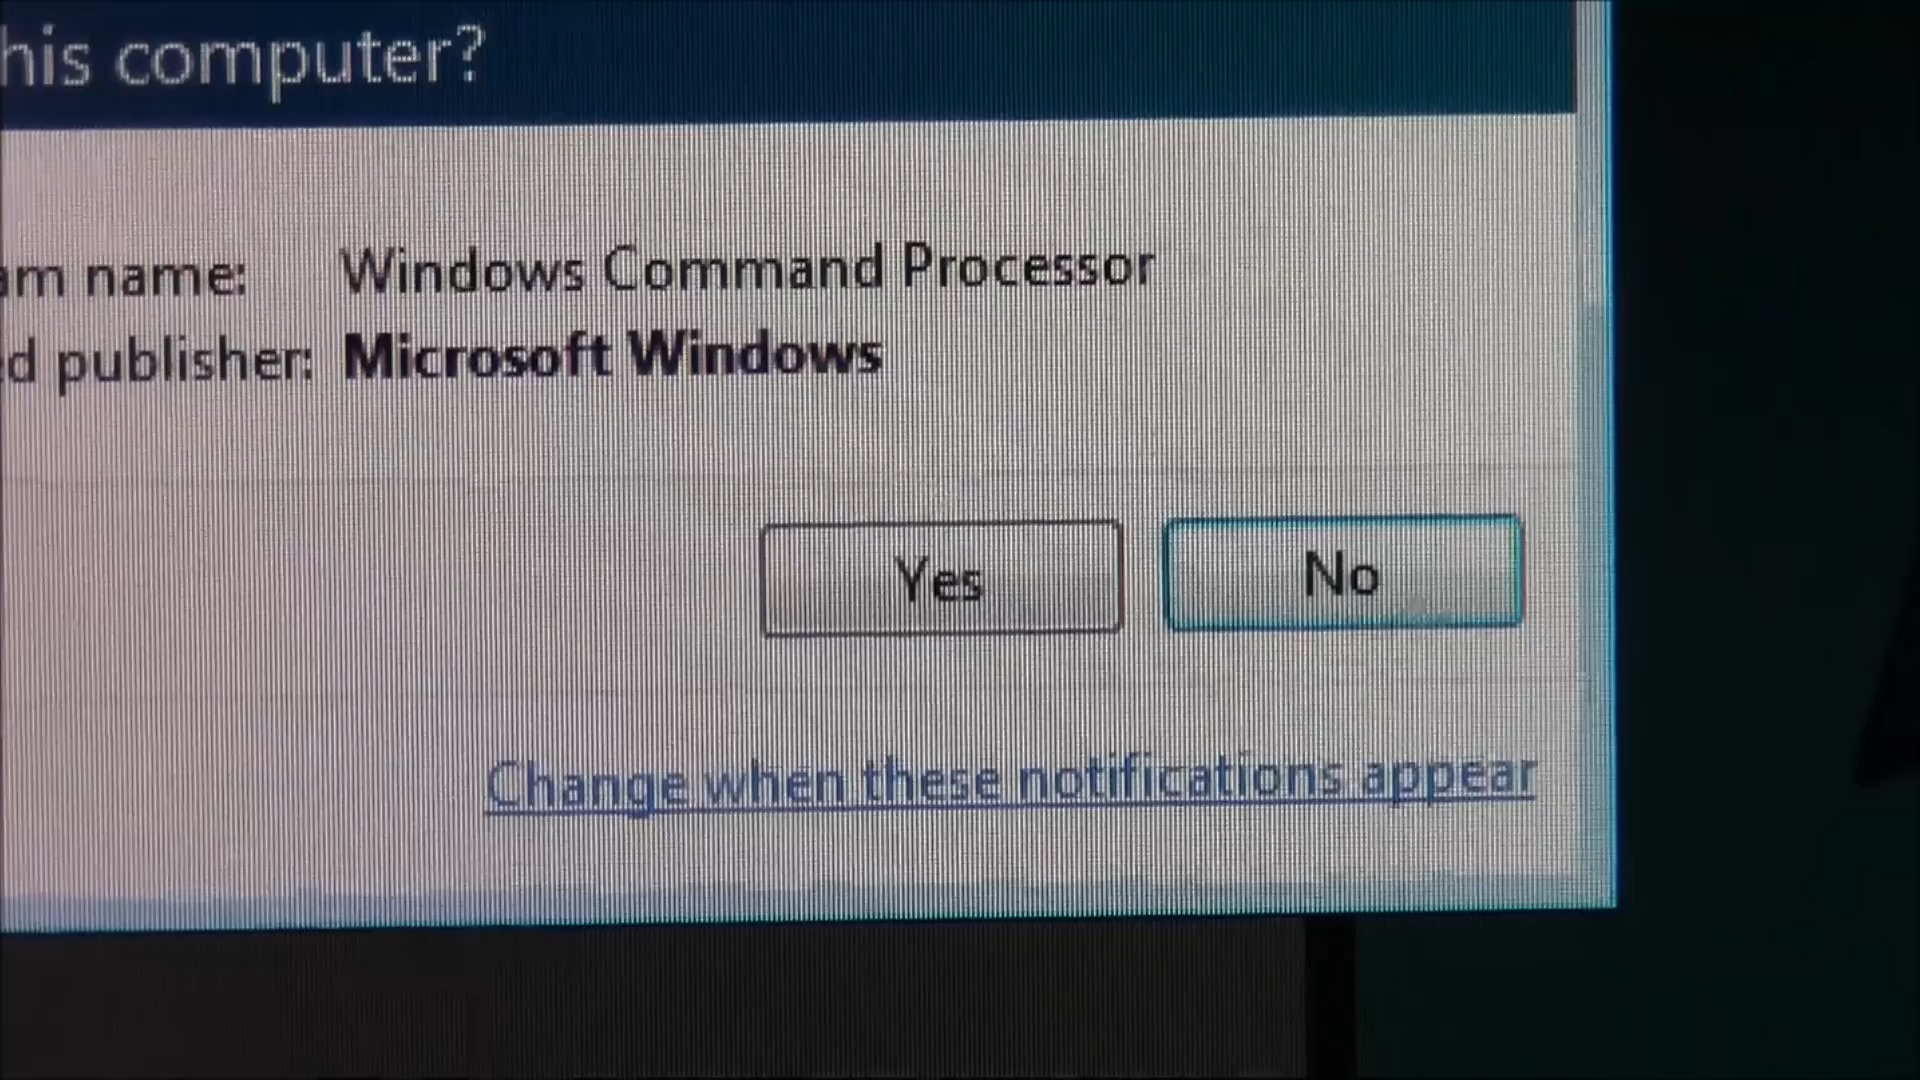 his computer?
am name: Windows Command Processor
d publisher: Microsoft Windows
Yes No
Change when these notifications appear